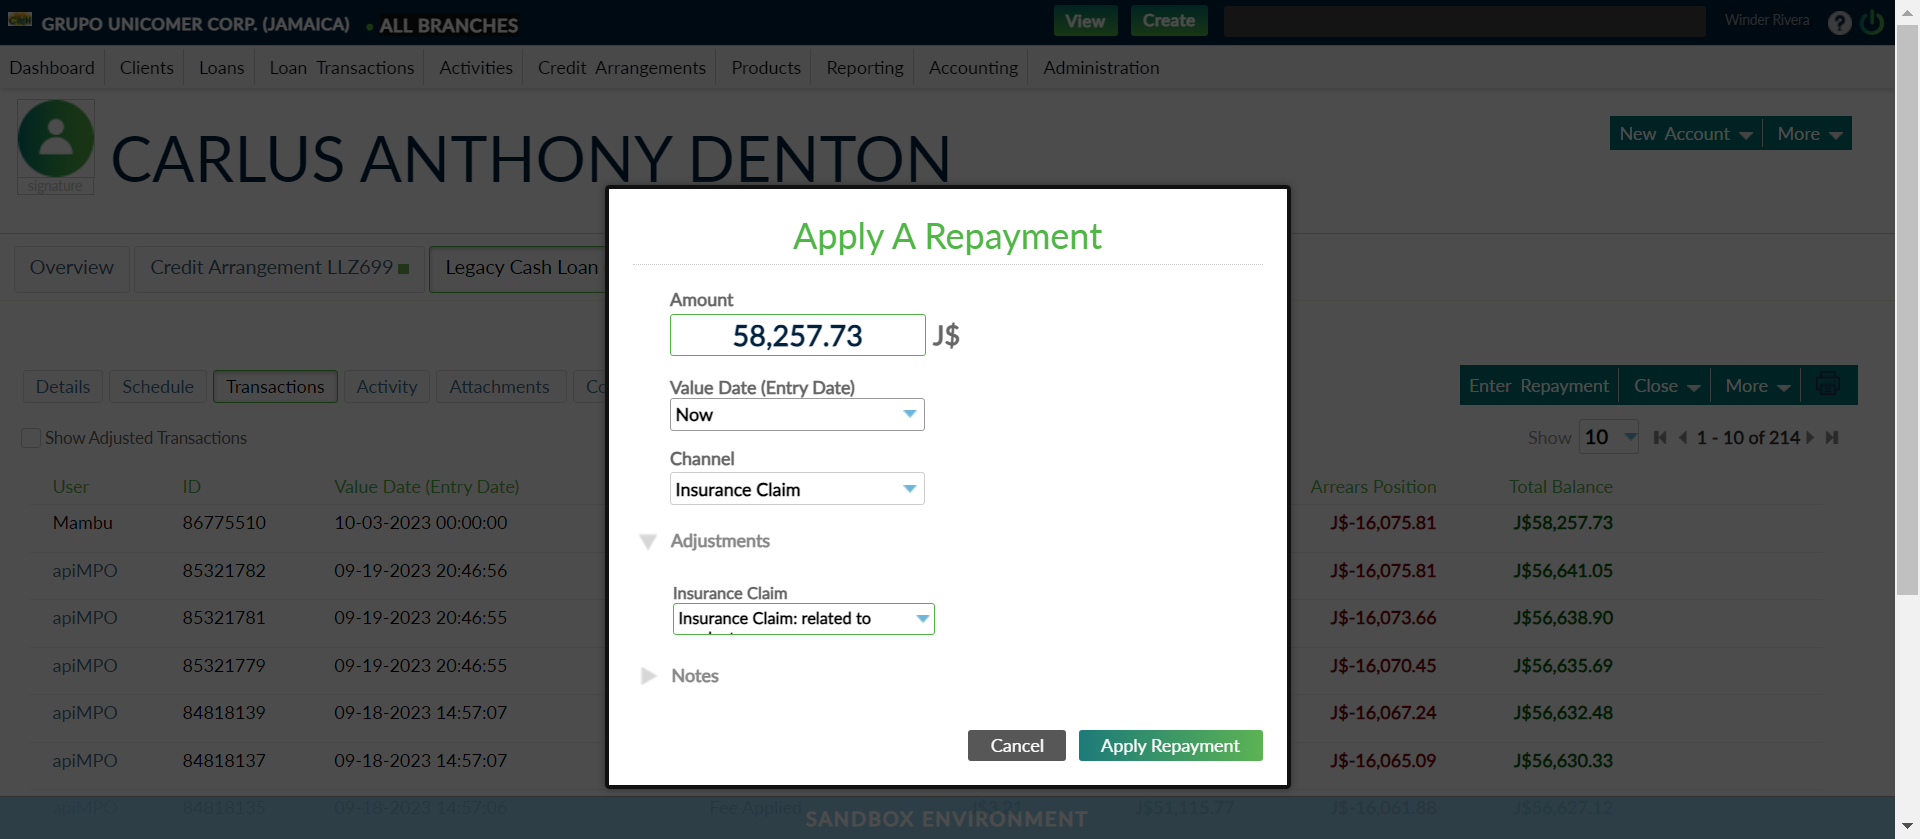 GRUPO UNICOMER CORP. (JAMAICA) • ALL BRANCHES
View Create Winder Rivera ?
Dashboard Clients Loans Loan Transactions Activities Credit Arrangements Products Reporting Accounting Administration
signature
CARLUS ANTHONY DENTON
New Account More
Overview Credit Arrangement LLZ699 Legacy Cash Loan
Details Schedule Transactions Activity Attachments Co
Enter Repayment Close More
Show Adjusted Transactions
Show 10 1 - 10 of 214
User ID Value Date (Entry Date) Arrears Position Total Balance
Mambu 86775510 10-03-2023 00:00:00 J$-16,075.81 J$58,257.73
apiMPO 85321782 09-19-2023 20:46:56 J$-16,075.81 J$56,641.05
apiMPO 85321781 09-19-2023 20:46:55 J$-16,073.66 J$56,638.90
apiMPO 85321779 09-19-2023 20:46:55 J$-16,070.45 J$56,635.69
apiMPO 84818139 09-18-2023 14:57:07 J$-16,067.24 J$56,632.48
apiMPO 84818137 09-18-2023 14:57:07 J$-16,065.09 J$56,630.33
apiMPO 84818135 09-18-2023 14:57:06 Fee Applied J$3.21 J$51,115.77 J$-16,061.88 J$56,627.12
SANDBOX ENVIRONMENT
Apply A Repayment
Amount
58,257.73 J$
Value Date (Entry Date)
Now
Channel
Insurance Claim
Adjustments
Insurance Claim
Insurance Claim: related to
Notes
Cancel Apply Repayment